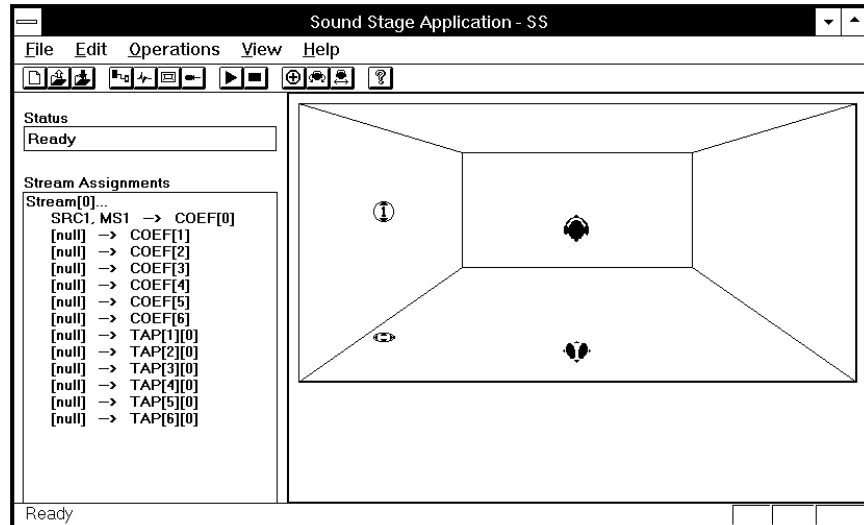 Sound Stage Application - SS
File Edit Operations View Help
?
Status
Ready
Stream Assignments
Stream[0]...
SRC1, MS1 -> COEF[0]
[null] -> COEF[1]
[null] -> COEF[2]
[null] -> COEF[3]
[null] -> COEF[4]
[null] -> COEF[5]
[null] -> COEF[6]
[null] -> TAP[1][0]
[null] -> TAP[2][0]
[null] -> TAP[3][0]
[null] -> TAP[4][0]
[null] -> TAP[5][0]
[null] -> TAP[6][0]
1
Ready